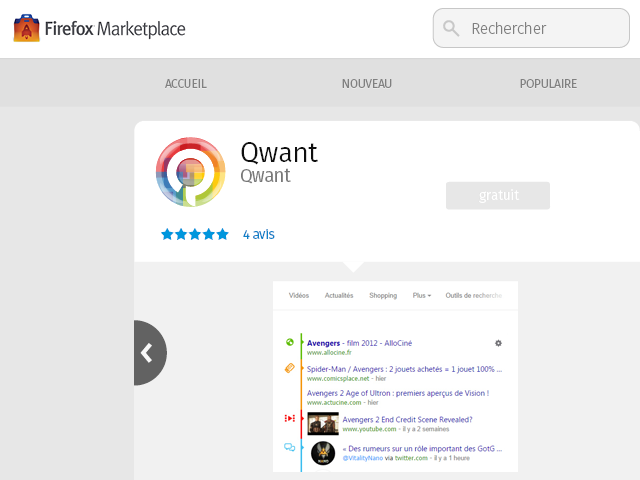 Firefox Marketplace
Rechercher
ACCUEIL NOUVEAU POPULAIRE
Qwant
Qwant
gratuit
4 avis
Vidéos Actualités Shopping Plus Outils de recherche
Avengers - film 2012 - AlloCiné
www.allocine.fr
Spider-Man / Avengers : 2 jouets achetés = 1 jouet 100% ...
www.comicsplace.net - hier
Avengers 2 Age of Ultron : premiers aperçus de Vision !
www.actucine.com - hier
Avengers 2 End Credit Scene Revealed?
www.youtube.com - il y a 2 semaines
« Des rumeurs sur un rôle important des GotG ...
@VitalityNano via twitter.com - il y a 1 heure